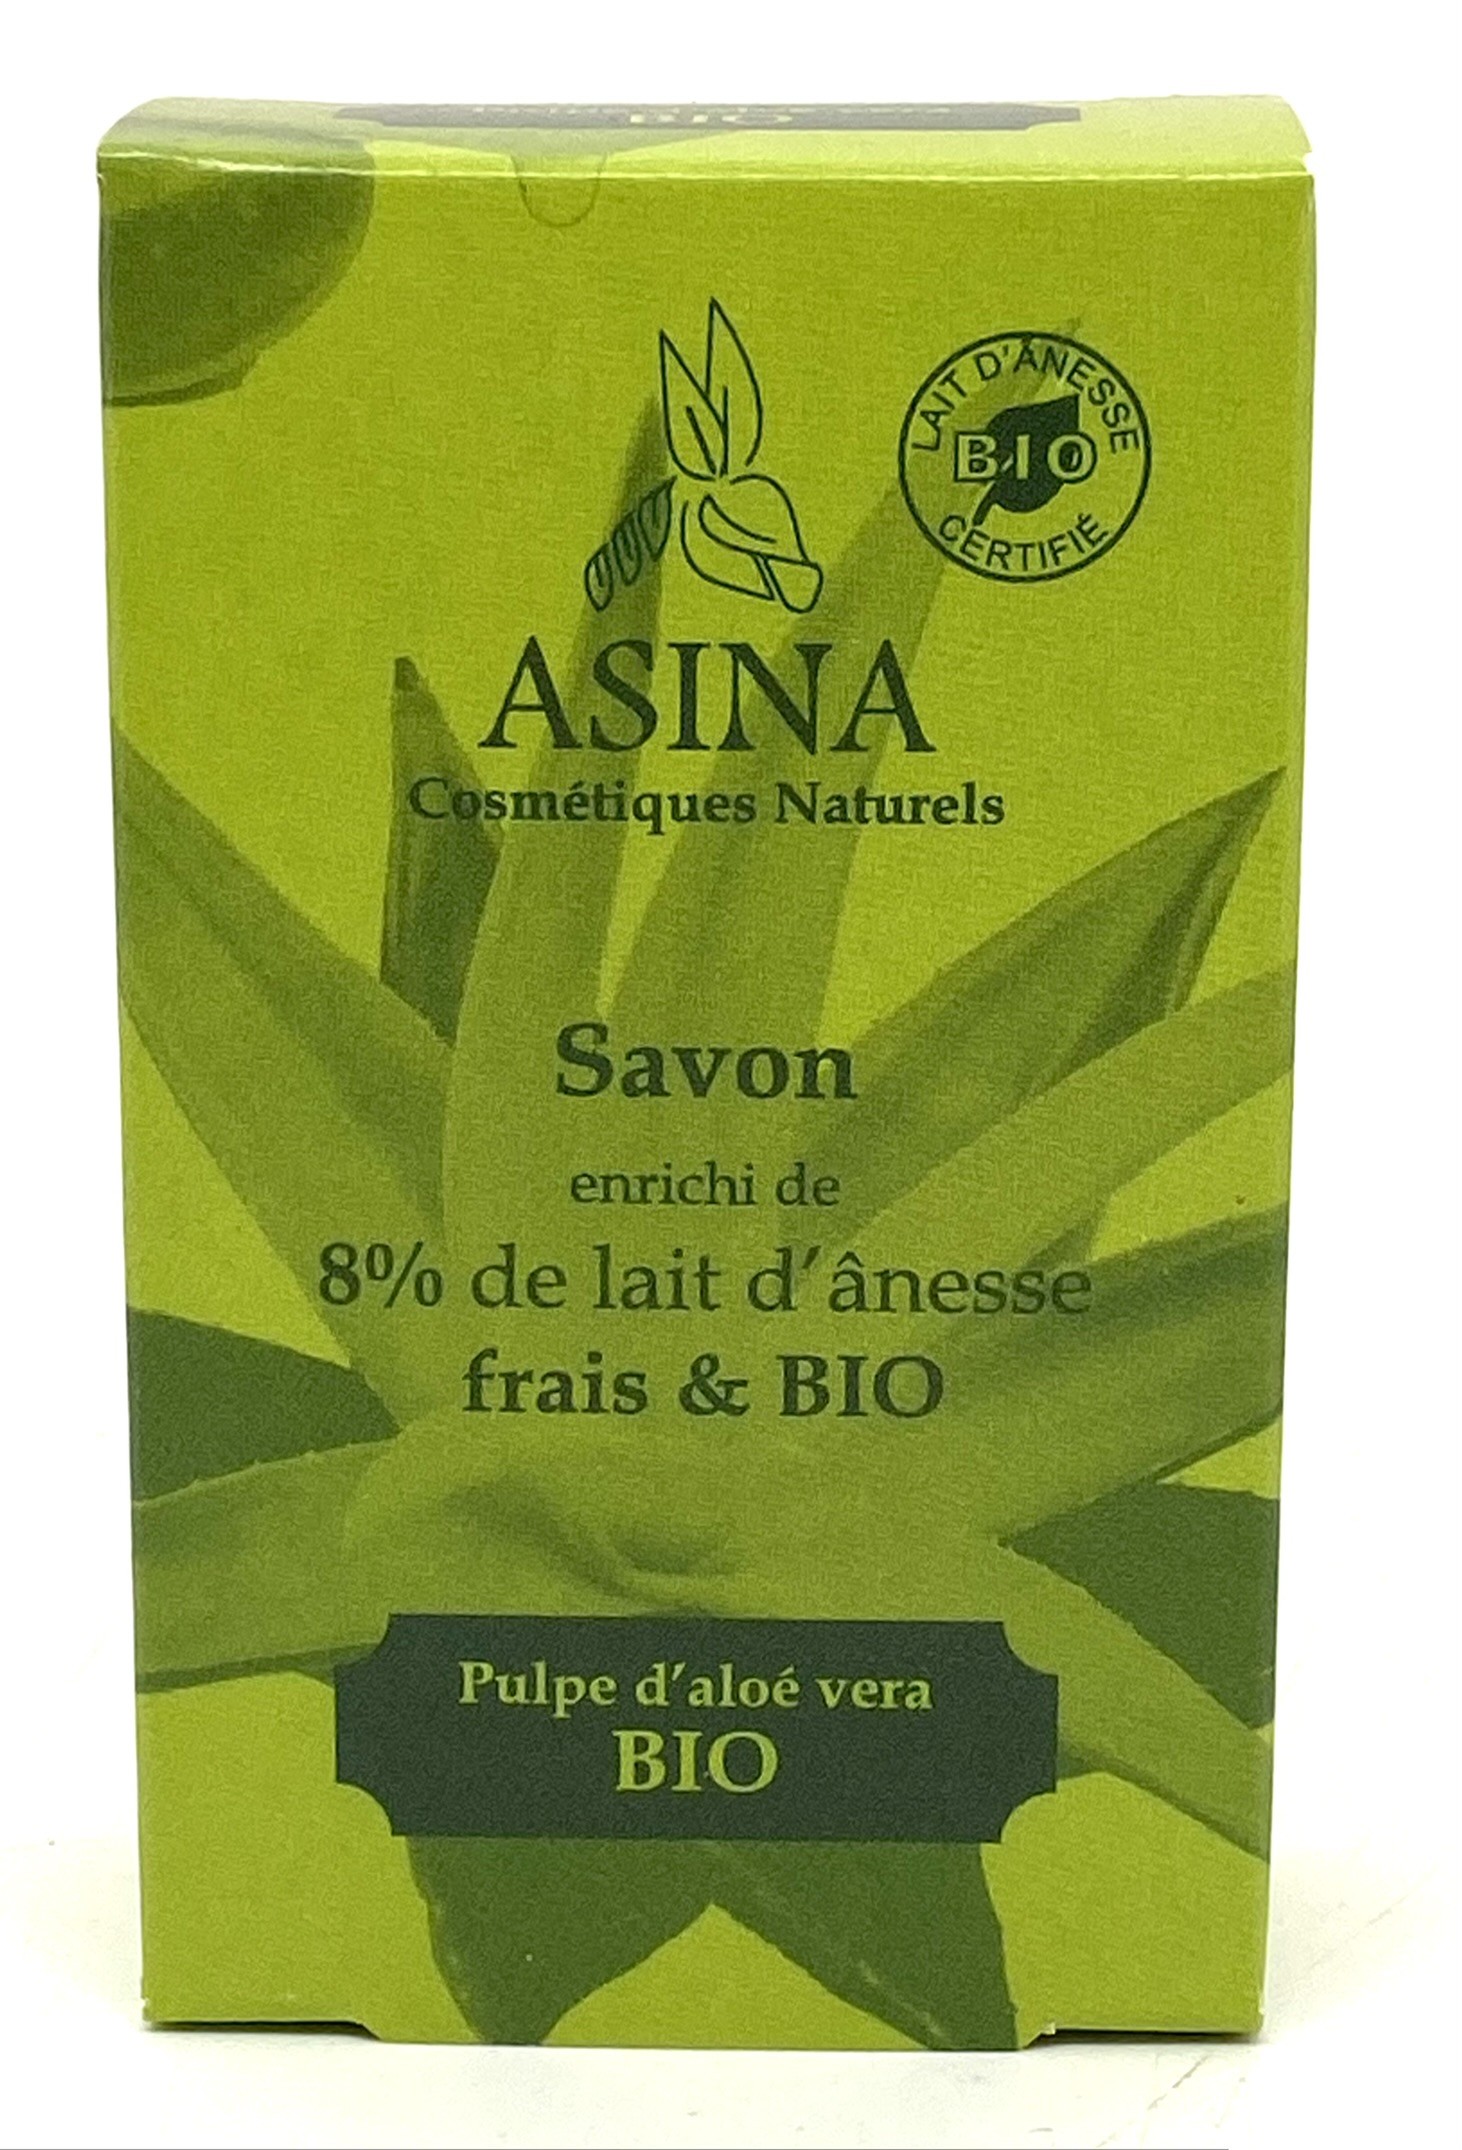 BIO
LAIT D'ÂNESSE
BIO
CERTIFIÉ
ASINA
Cosmétiques Naturels
Savon
enrichi de
8% de lait d'ânesse
frais & BIO
Pulpe d'aloé vera
BIO